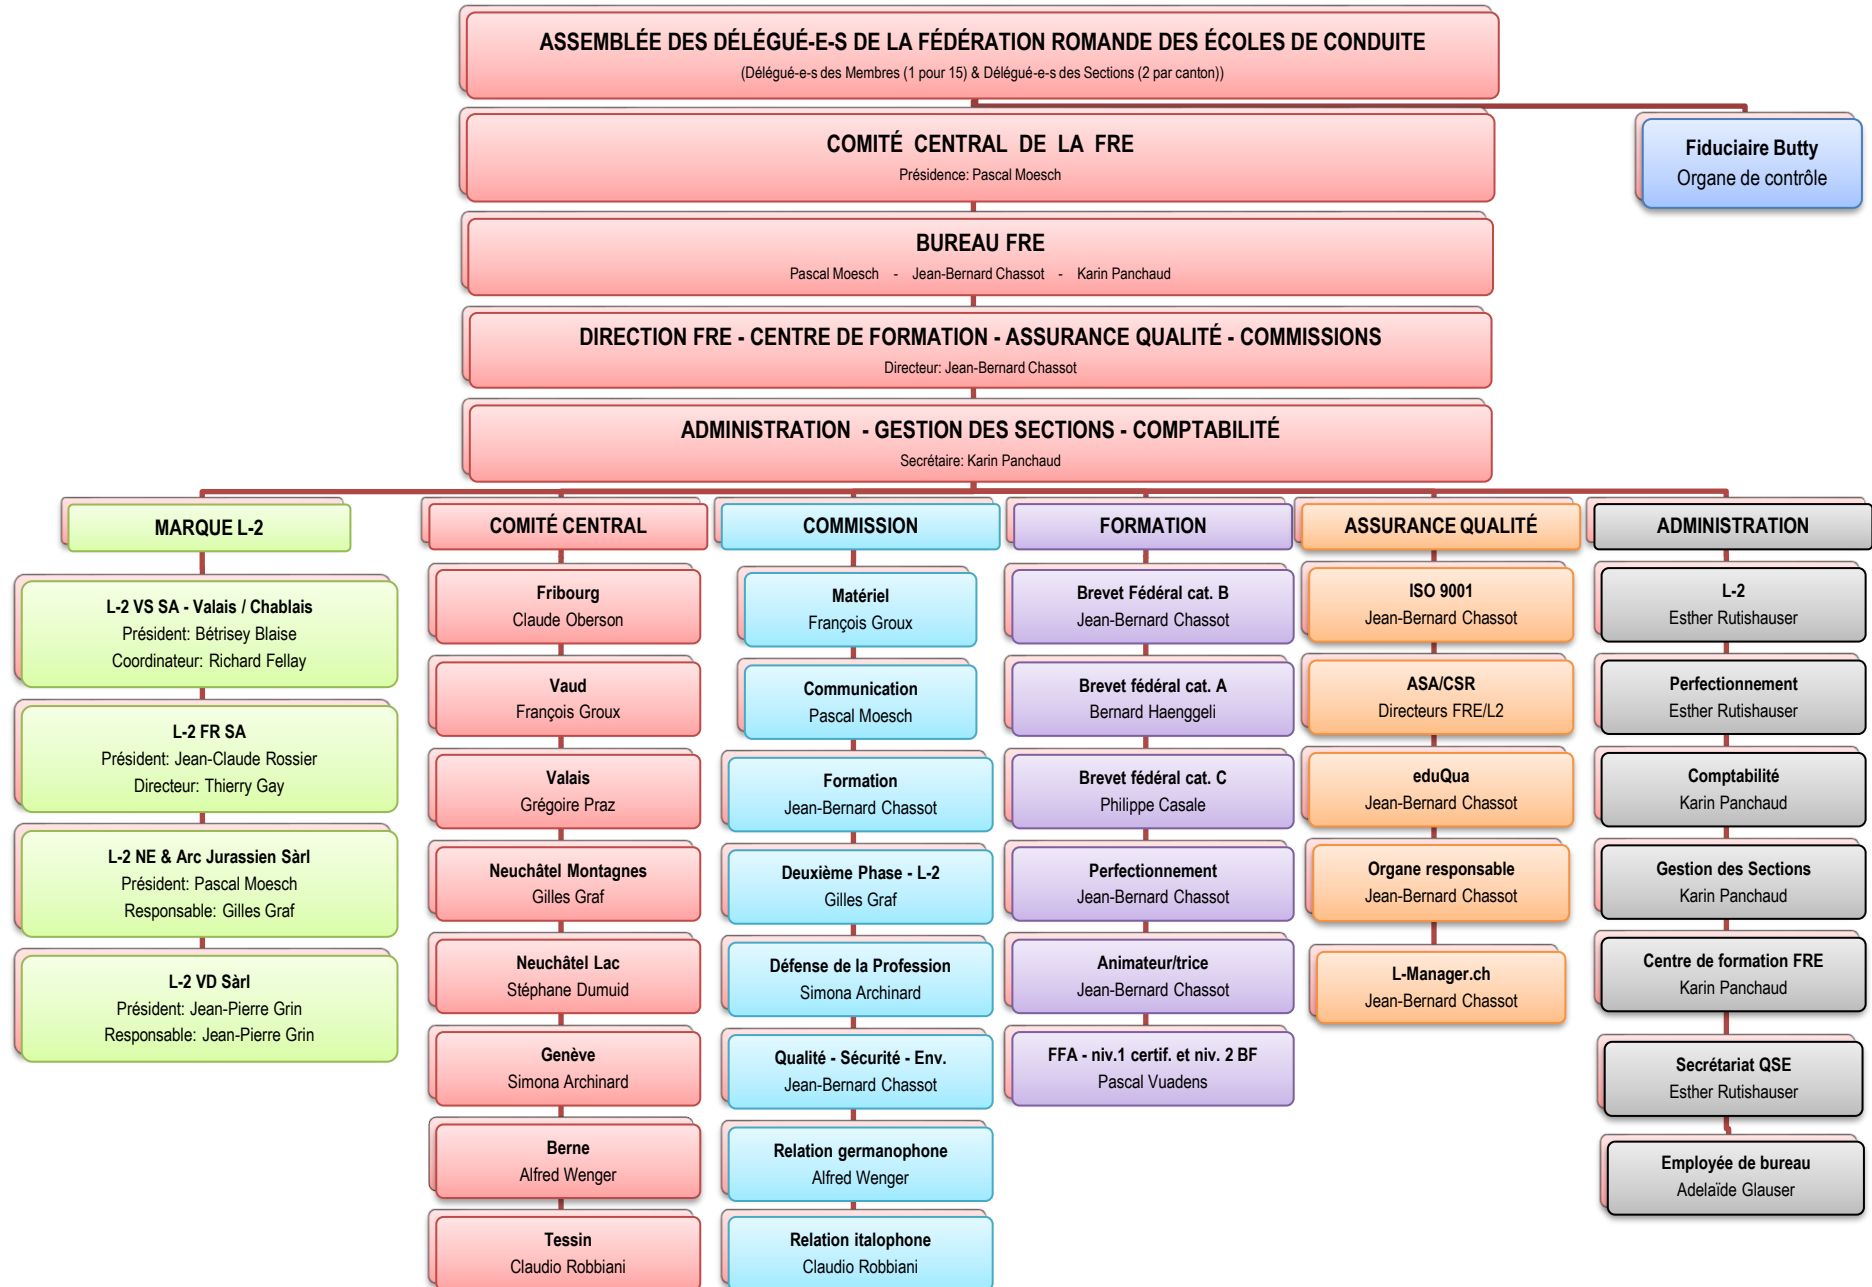 ASSEMBLÉE DES DÉLÉGUÉ-E-S DE LA FÉDÉRATION ROMANDE DES ÉCOLES DE CONDUITE
(Délégué-e-s des Membres (1 pour 15) & Délégué-e-s des Sections (2 par canton))
COMITÉ CENTRAL DE LA FRE
Présidence: Pascal Moesch
Fiduciaire Butty
Organe de contrôle
BUREAU FRE
Pascal Moesch - Jean-Bernard Chassot - Karin Panchaud
DIRECTION FRE - CENTRE DE FORMATION - ASSURANCE QUALITÉ - COMMISSIONS
Directeur: Jean-Bernard Chassot
ADMINISTRATION - GESTION DES SECTIONS - COMPTABILITÉ
Secrétaire: Karin Panchaud
MARQUE L-2
L-2 VS SA - Valais / Chablais
Président: Bétrisey Blaise
Coordinateur: Richard Fellay
L-2 FR SA
Président: Jean-Claude Rossier
Directeur: Thierry Gay
L-2 NE & Arc Jurassien Sàrl
Président: Pascal Moesch
Responsable: Gilles Graf
L-2 VD Sàrl
Président: Jean-Pierre Grin
Responsable: Jean-Pierre Grin
COMITÉ CENTRAL
Fribourg
Claude Oberson
Vaud
François Groux
Valais
Grégoire Praz
Neuchâtel Montagnes
Gilles Graf
Neuchâtel Lac
Stéphane Dumuid
Genève
Simona Archinard
Berne
Alfred Wenger
Tessin
Claudio Robbiani
COMMISSION
Matériel
François Groux
Communication
Pascal Moesch
Formation
Jean-Bernard Chassot
Deuxième Phase - L-2
Gilles Graf
Défense de la Profession
Simona Archinard
Qualité - Sécurité - Env.
Jean-Bernard Chassot
Relation germanophone
Alfred Wenger
Relation italophone
Claudio Robbiani
FORMATION
Brevet Fédéral cat. B
Jean-Bernard Chassot
Brevet fédéral cat. A
Bernard Haenggeli
Brevet fédéral cat. C
Philippe Casale
Perfectionnement
Jean-Bernard Chassot
Animateur/trice
Jean-Bernard Chassot
FFA - niv.1 certif. et niv. 2 BF
Pascal Vuadens
ASSURANCE QUALITÉ
ISO 9001
Jean-Bernard Chassot
ASA/CSR
Directeurs FRE/L2
eduQua
Jean-Bernard Chassot
Organe responsable
Jean-Bernard Chassot
L-Manager.ch
Jean-Bernard Chassot
ADMINISTRATION
L-2
Esther Rutishauser
Perfectionnement
Esther Rutishauser
Comptabilité
Karin Panchaud
Gestion des Sections
Karin Panchaud
Centre de formation FRE
Karin Panchaud
Secrétariat QSE
Esther Rutishauser
Employée de bureau
Adelaïde Glauser